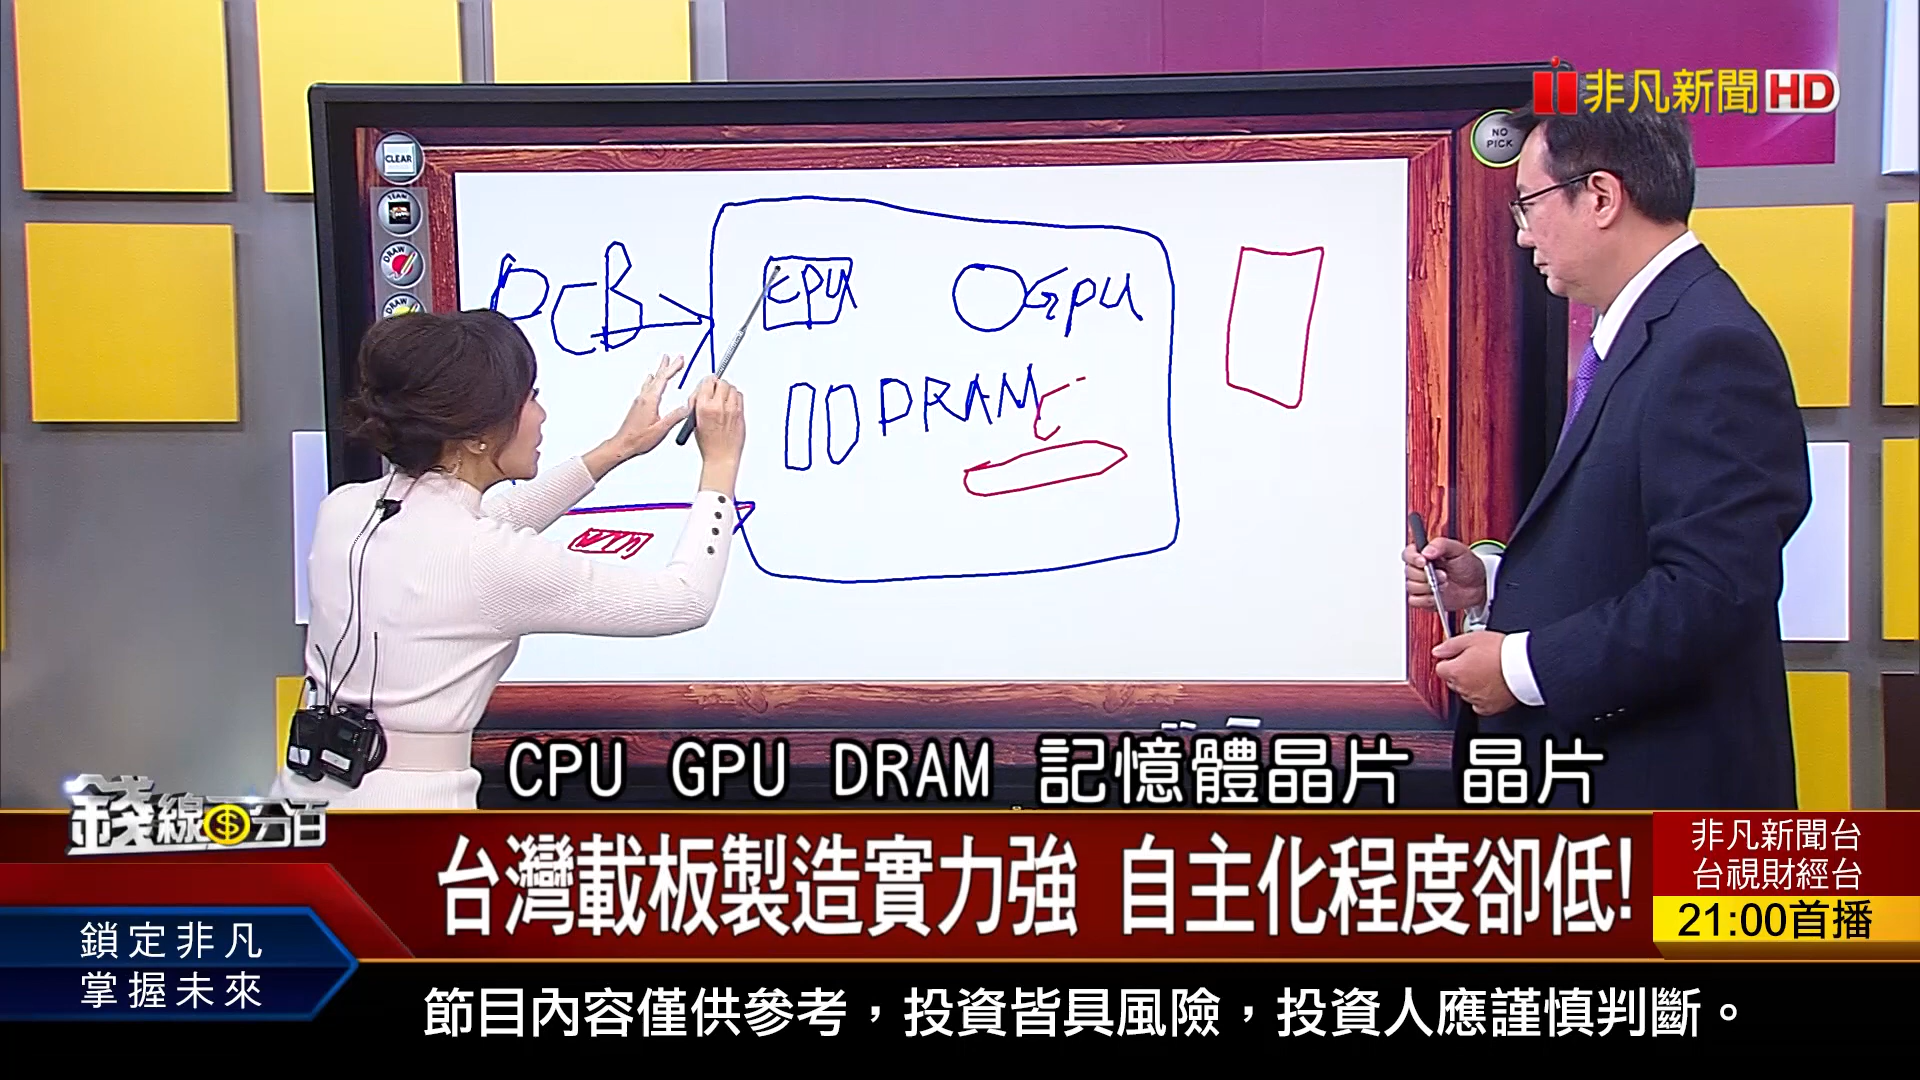 非凡新聞HD
CLEAR
TEAM
NO PICK
DRAW
DRAW
PCB
CPU
GPU
DRAM
CPU GPU DRAM 記憶體晶片 晶片
錢線百分百
台灣載板製造實力強 自主化程度卻低!
非凡新聞台
台視財經台
21:00首播
鎖定非凡
掌握未來
節目內容僅供參考，投資皆具風險，投資人應謹慎判斷。